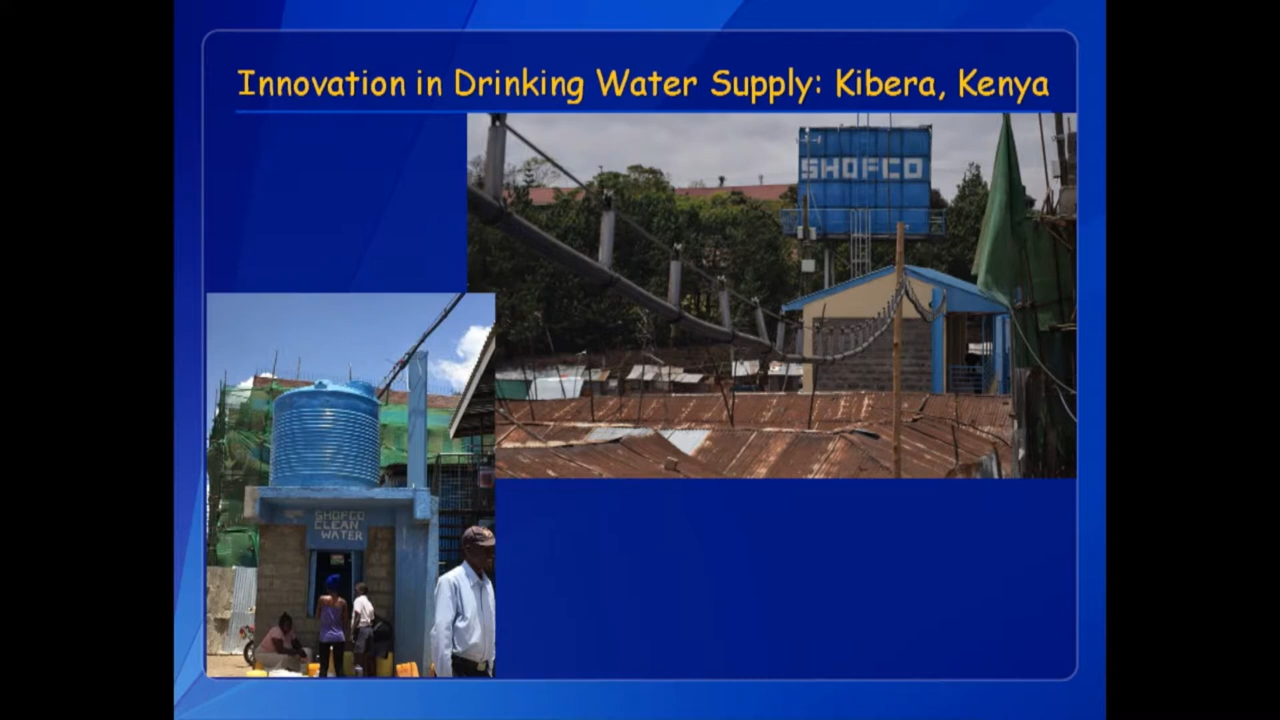 Innovation in Drinking Water Supply: Kibera, Kenya
SHOFCO
SHOFCO
CLEAN
WATER